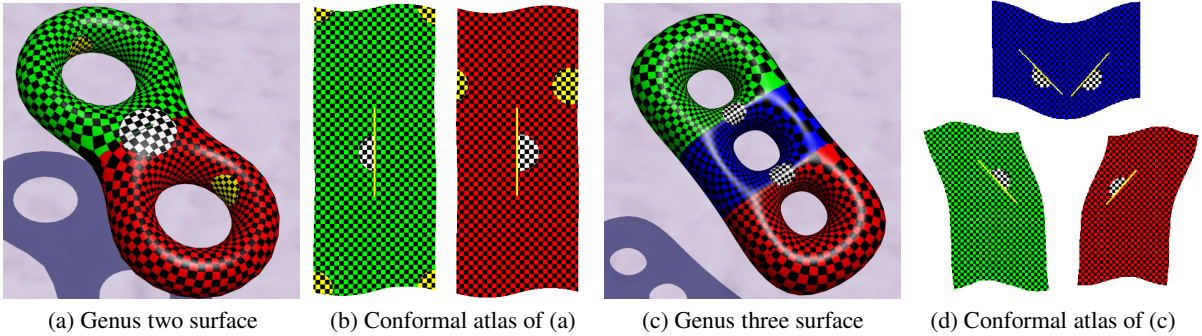 (a) Genus two surface
(b) Conformal atlas of (a)
(c) Genus three surface
(d) Conformal atlas of (c)